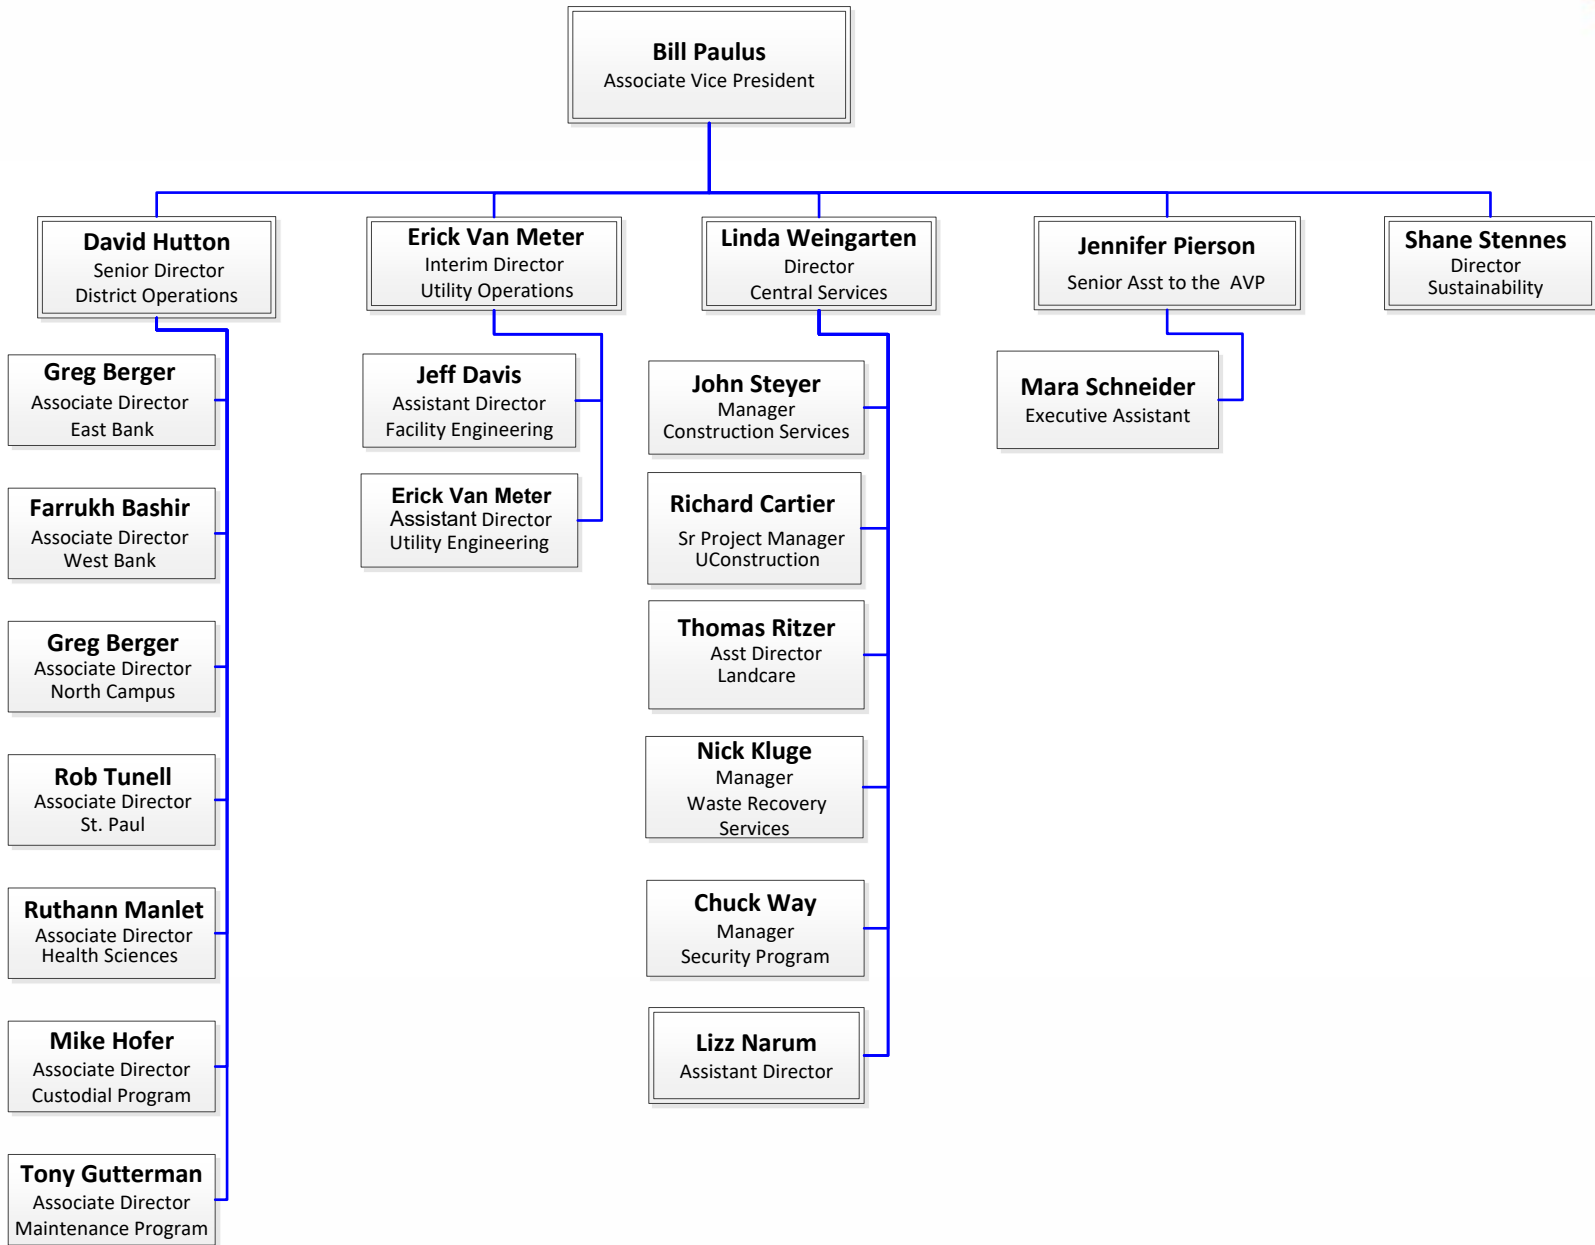 Bill Paulus
Associate Vice President
David Hutton
Senior Director
District Operations
Erick Van Meter
Interim Director
Utility Operations
Linda Weingarten
Director
Central Services
Jennifer Pierson
Senior Asst to the AVP
Shane Stennes
Director
Sustainability
Greg Berger
Associate Director
East Bank
Farrukh Bashir
Associate Director
West Bank
Greg Berger
Associate Director
North Campus
Rob Tunell
Associate Director
St. Paul
Ruthann Manlet
Associate Director
Health Sciences
Mike Hofer
Associate Director
Custodial Program
Tony Gutterman
Associate Director
Maintenance Program
Jeff Davis
Assistant Director
Facility Engineering
Erick Van Meter
Assistant Director
Utility Engineering
John Steyer
Manager
Construction Services
Richard Cartier
Sr Project Manager
UConstruction
Thomas Ritzer
Asst Director
Landcare
Nick Kluge
Manager
Waste Recovery
Services
Chuck Way
Manager
Security Program
Lizz Narum
Assistant Director
Mara Schneider
Executive Assistant